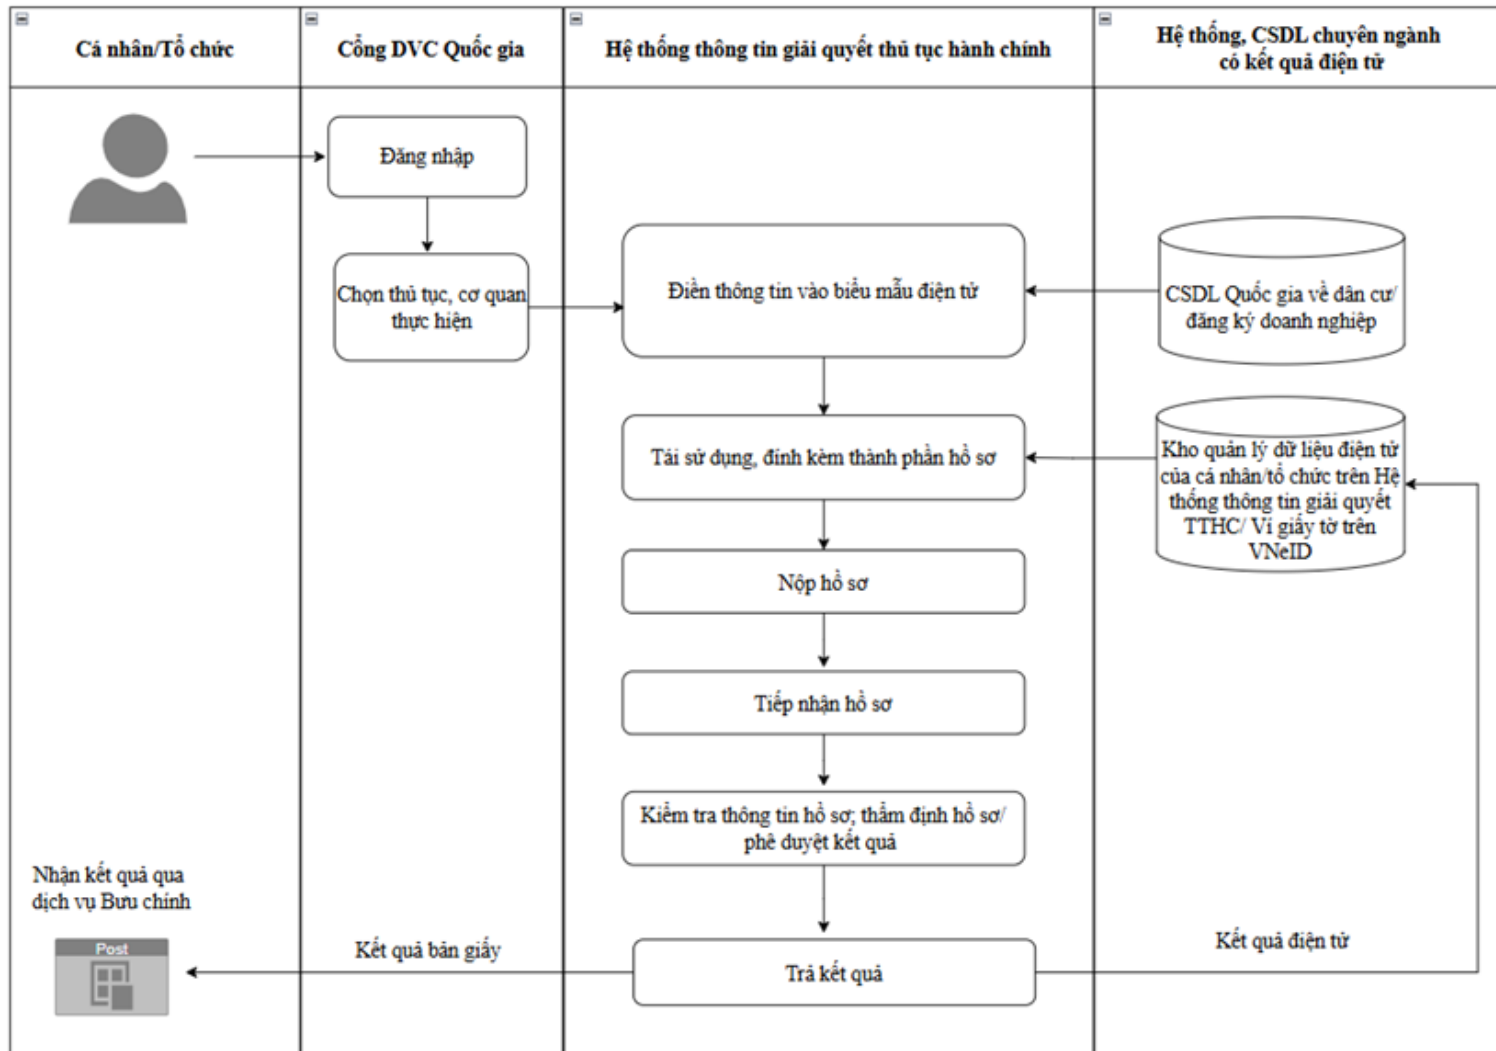 Cá nhân/Tổ chức
Cổng DVC Quốc gia
Hệ thống thông tin giải quyết thủ tục hành chính
Hệ thống, CSDL chuyên ngành
có kết quả điện tử
Đăng nhập
Chọn thủ tục, cơ quan
thực hiện
Điền thông tin vào biểu mẫu điện tử
CSDL Quốc gia về dân cư/
đăng ký doanh nghiệp
Tái sử dụng, đính kèm thành phần hồ sơ
Kho quản lý dữ liệu điện tử
của cá nhân/tổ chức trên Hệ
thống thông tin giải quyết
TTHC/ Ví giấy tờ trên
VNeID
Nộp hồ sơ
Tiếp nhận hồ sơ
Kiểm tra thông tin hồ sơ; thẩm định hồ sơ/
phê duyệt kết quả
Nhận kết quả qua
dịch vụ Bưu chính
Post
Kết quả bản giấy
Trả kết quả
Kết quả điện tử